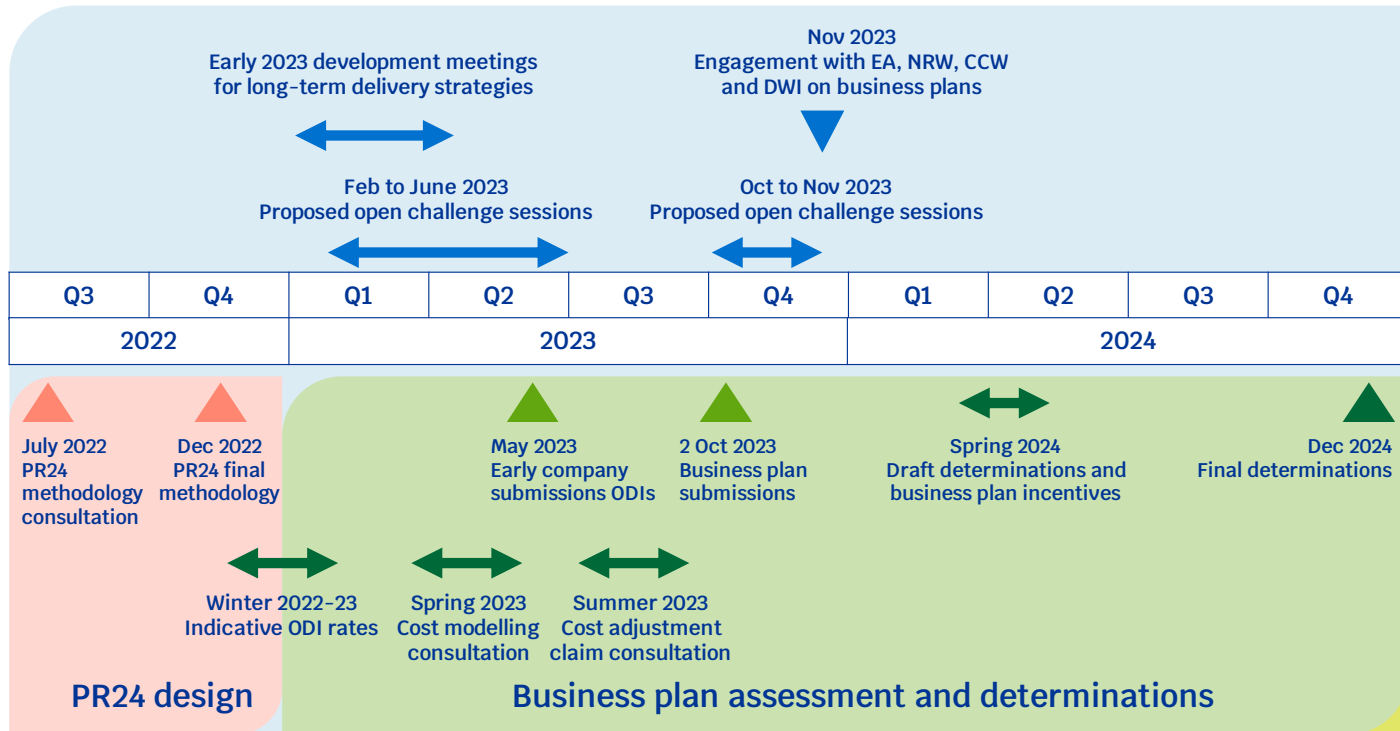 Early 2023 development meetings
for long-term delivery strategies
Nov 2023
Engagement with EA, NRW, CCW
and DWI on business plans
Feb to June 2023
Proposed open challenge sessions
Oct to Nov 2023
Proposed open challenge sessions
Q3 Q4 Q1 Q2 Q3 Q4 Q1 Q2 Q3 Q4
2022 2023 2024
July 2022
PR24
methodology
consultation
Dec 2022
PR24 final
methodology
May 2023
Early company
submissions ODIs
2 Oct 2023
Business plan
submissions
Spring 2024
Draft determinations and
business plan incentives
Dec 2024
Final determinations
Winter 2022-23
Indicative ODI rates
Spring 2023
Cost modelling
consultation
Summer 2023
Cost adjustment
claim consultation
PR24 design
Business plan assessment and determinations